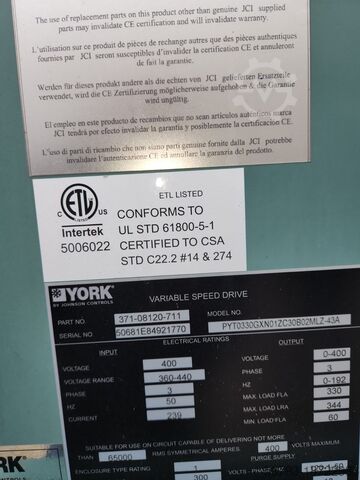 The use of replacement parts on this product other than genuine JCI
parts may invalidate CE certification and will invalidate warranty.
L'utilisation sur ce produit de pièces de rechange autres que des pièces authentiques
fournies par JCI seront susceptibles d'invalider la certification CE et annuleront
de fait la garantie.
Werden für dieses produkt andere als die echten von JCI gelieferten Ersatzteile
verwendet, wird die CE Zertifizierung möglicherweise aufgehoben & die Garantie
wird ungültig.
El empleo en este producto de recambios que no sean artículos autenticos marca
JCI tendrá por efecto invalidar la garantía y posiblemente la certificación CE.
L'uso di parti di ricambio che non siano parti genuine fornite dalla JCI potrebbe
invalidare l'autenticazione CE ed annullare la garanzia del prodotto.
ETL LISTED
CONFORMS TO
UL STD 61800-5-1
CERTIFIED TO CSA
STD C22.2 #14 & 274
C ETL US
Intertek
5006022
YORK
BY JOHNSON CONTROLS
VARIABLE SPEED DRIVE
PART NO 371-08120-711 MODEL NO. PYT0330GXN01ZC30B02MLZ-43A
SERIAL NO 50681E84921770
ELECTRICAL RATINGS
INPUT OUTPUT
VOLTAGE 400 VOLTAGE 0-400
VOLTAGE RANGE 360-440 PHASE 3
PHASE 3 HZ 0-192
HZ 50 MAX. LOAD FLA 330
CURRENT 239 MAX. LOAD LRA 344
MIN. LOAD FLA 60
SUITABLE FOR USE ON CIRCUIT CAPABLE OF DELIVERING NOT MORE
THAN 65000 RMS SYMMETRICAL AMPS 400 VOLTS MAXIMUM
ENCLOSURE TYPE RATING 1 PURGE SUPPLY
300 VOLTS - PHASE
RK